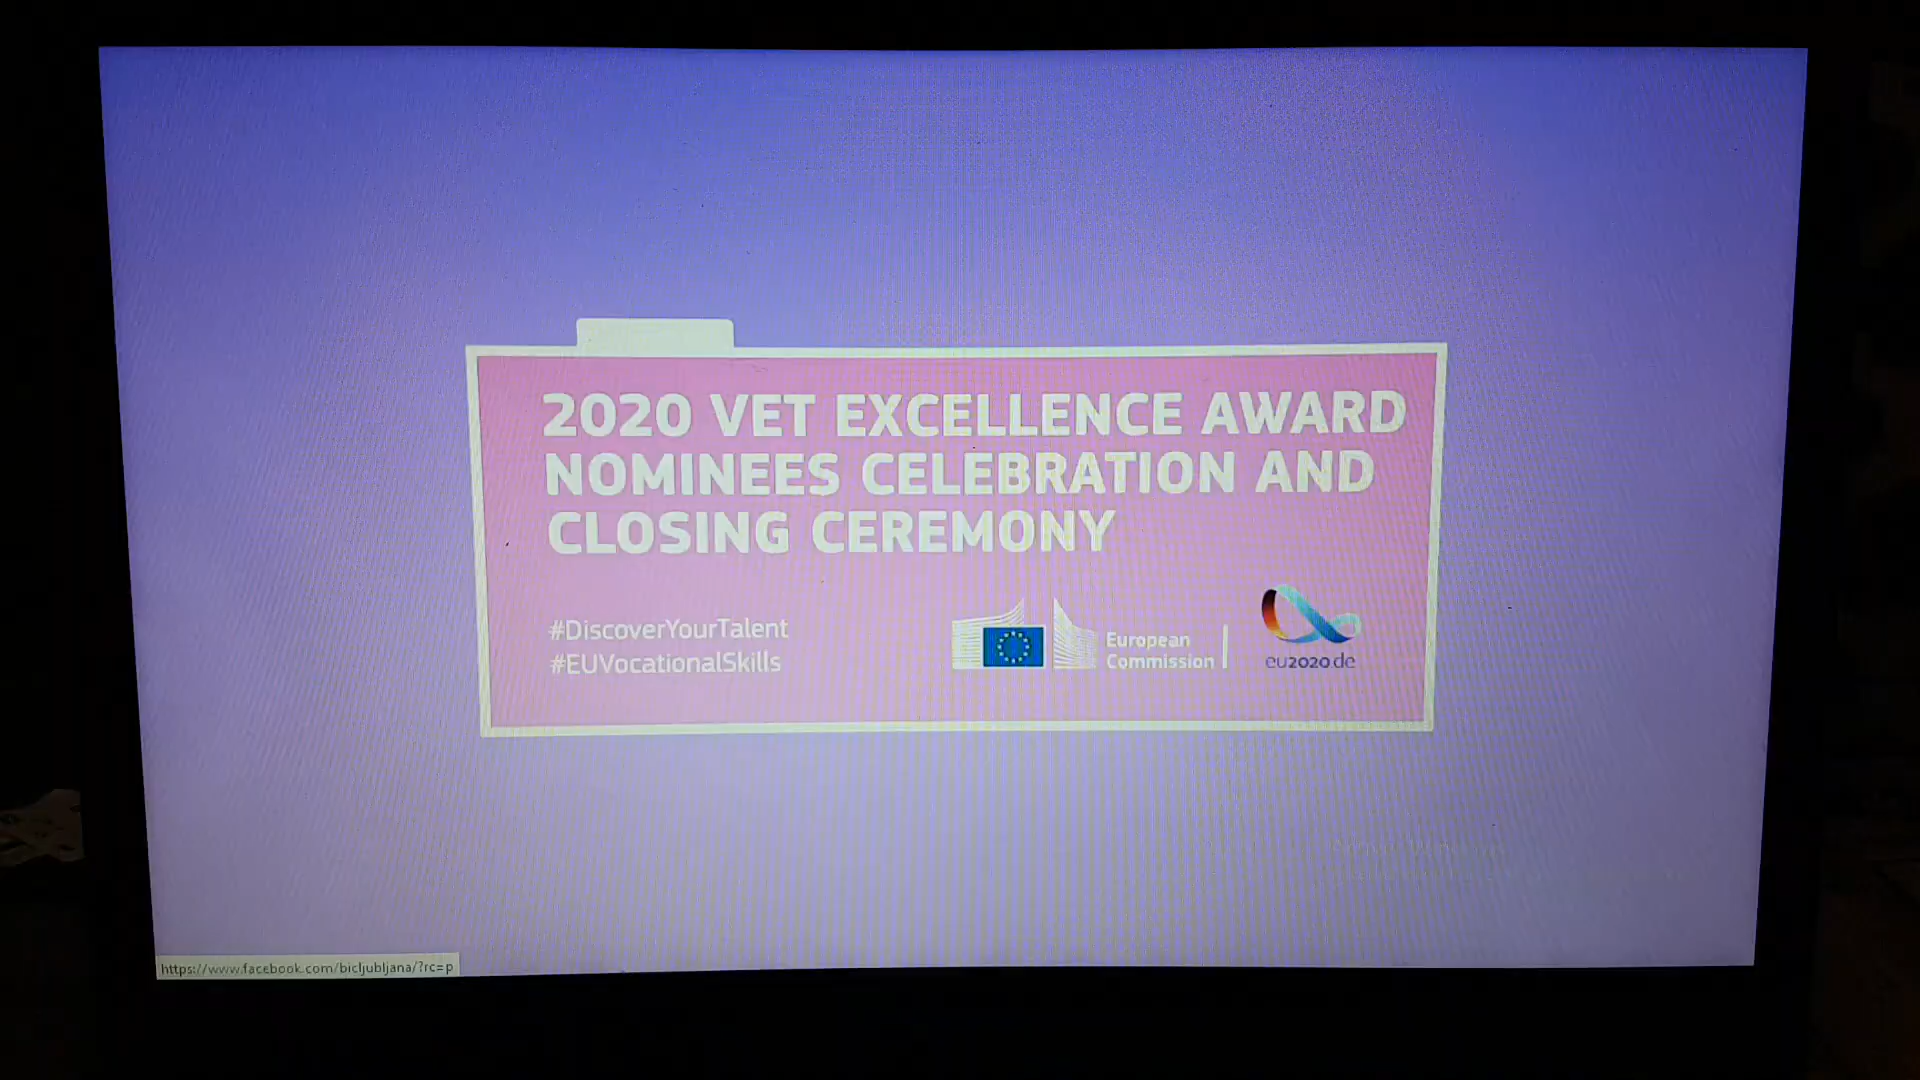 2020 VET EXCELLENCE AWARD
NOMINEES CELEBRATION AND
CLOSING CEREMONY
#DiscoverYourTalent
#EUVocationalSkills
European
Commission
eu2020.de
https://www.facebook.com/bicljubljana/?rc=p